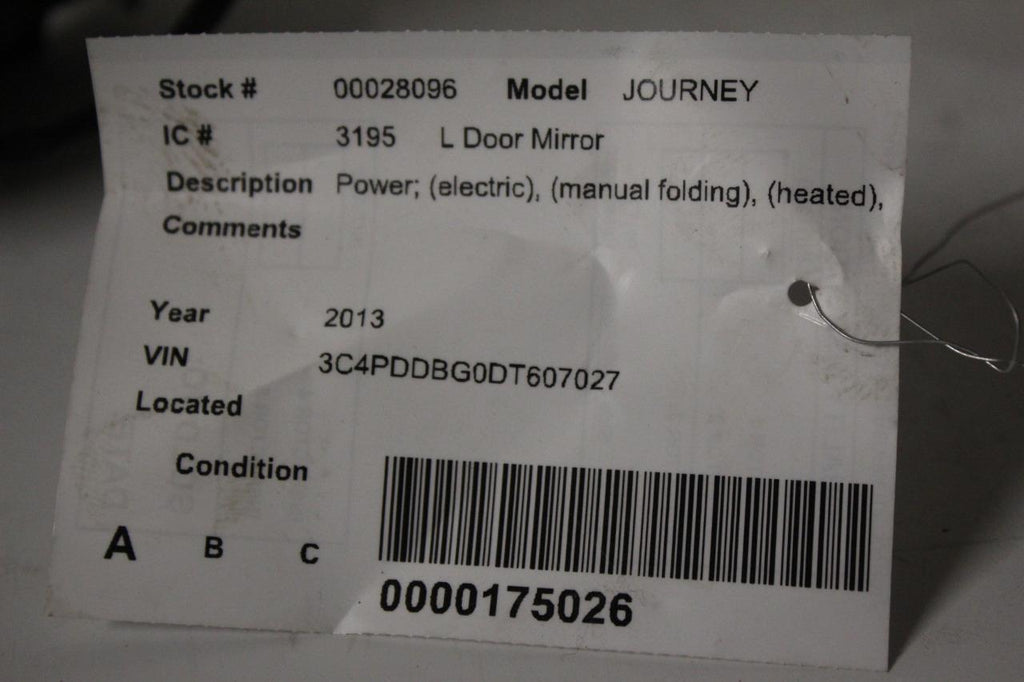 Stock # 00028096 Model JOURNEY
IC # 3195 L Door Mirror
Description Power; (electric), (manual folding), (heated),
Comments
Year 2013
VIN 3C4PDDBG0DT607027
Located
Condition
A B C
0000175026